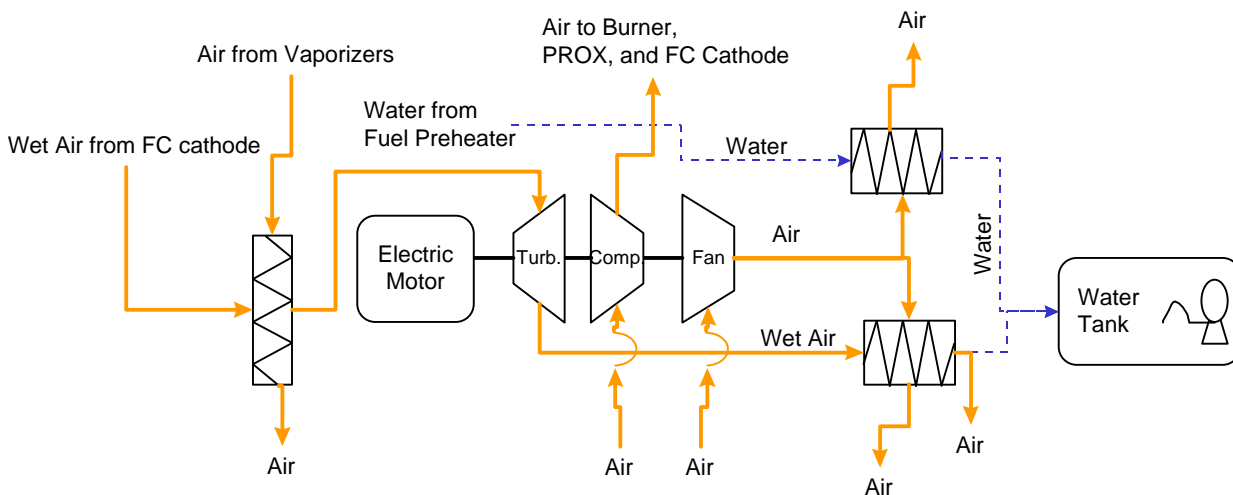 Air
Air to Burner,
PROX, and FC Cathode
Air from Vaporizers
Water from
Fuel Preheater
Wet Air from FC cathode
Water
Electric
Motor
Turb.
Comp.
Fan
Air
Water
Water
Tank
Wet Air
Air
Air
Air
Air
Air